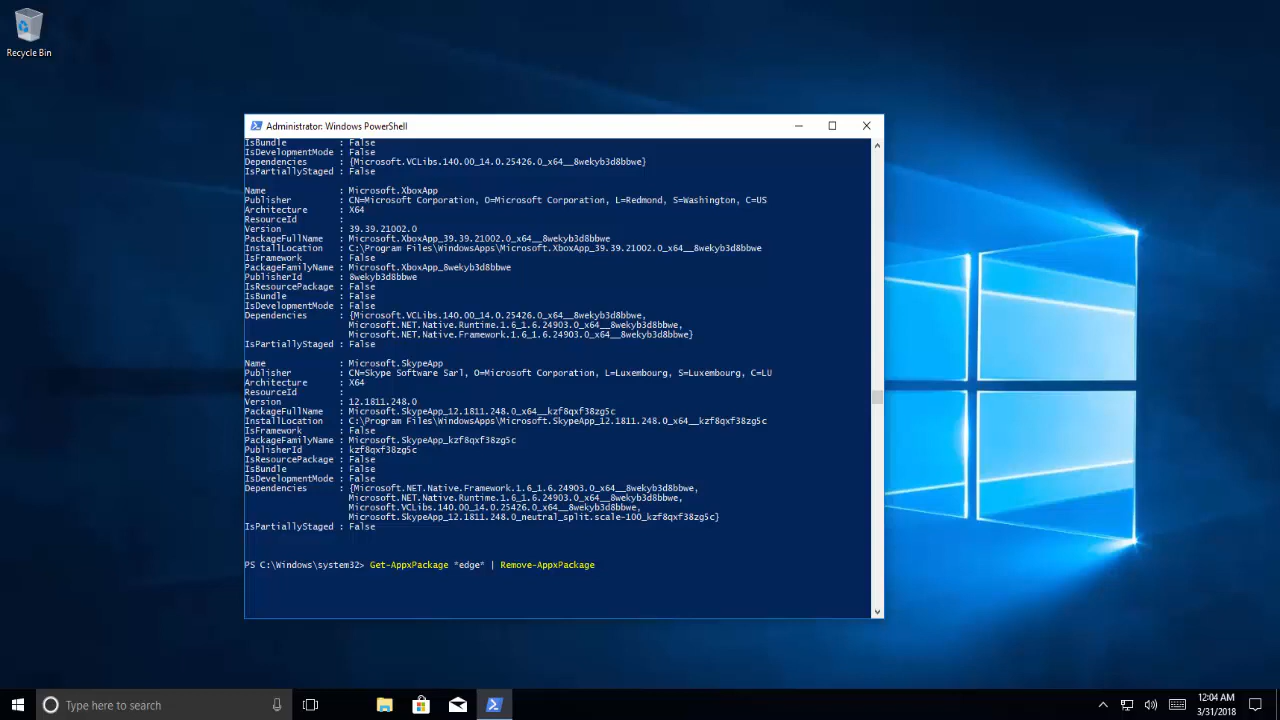 Recycle Bin
Administrator: Windows PowerShell
IsBundle : False
IsDevelopmentMode : False
Dependencies : {Microsoft.VCLibs.140.00_14.0.25426.0_x64__8wekyb3d8bbwe}
IsPartiallyStaged : False
Name : Microsoft.XboxApp
Publisher : CN=Microsoft Corporation, O=Microsoft Corporation, L=Redmond, S=Washington, C=US
Architecture : X64
ResourceId :
Version : 39.39.21002.0
PackageFullName : Microsoft.XboxApp_39.39.21002.0_x64__8wekyb3d8bbwe
InstallLocation : C:\Program Files\WindowsApps\Microsoft.XboxApp_39.39.21002.0_x64__8wekyb3d8bbwe
IsFramework : False
PackageFamilyName : Microsoft.XboxApp_8wekyb3d8bbwe
PublisherId : 8wekyb3d8bbwe
IsResourcePackage : False
IsBundle : False
IsDevelopmentMode : False
Dependencies : {Microsoft.VCLibs.140.00_14.0.25426.0_x64__8wekyb3d8bbwe,
Microsoft.NET.Native.Runtime.1.6_1.6.24903.0_x64__8wekyb3d8bbwe,
Microsoft.NET.Native.Framework.1.6_1.6.24903.0_x64__8wekyb3d8bbwe}
IsPartiallyStaged : False
Name : Microsoft.SkypeApp
Publisher : CN=Skype Software Sarl, O=Microsoft Corporation, L=Luxembourg, S=Luxembourg, C=LU
Architecture : X64
ResourceId :
Version : 12.1811.248.0
PackageFullName : Microsoft.SkypeApp_12.1811.248.0_x64__kzf8qxf38zg5c
InstallLocation : C:\Program Files\WindowsApps\Microsoft.SkypeApp_12.1811.248.0_x64__kzf8qxf38zg5c
IsFramework : False
PackageFamilyName : Microsoft.SkypeApp_kzf8qxf38zg5c
PublisherId : kzf8qxf38zg5c
IsResourcePackage : False
IsBundle : False
IsDevelopmentMode : False
Dependencies : {Microsoft.NET.Native.Framework.1.6_1.6.24903.0_x64__8wekyb3d8bbwe,
Microsoft.NET.Native.Runtime.1.6_1.6.24903.0_x64__8wekyb3d8bbwe,
Microsoft.VCLibs.140.00_14.0.25426.0_x64__8wekyb3d8bbwe,
Microsoft.SkypeApp_12.1811.248.0_neutral_split.scale-100_kzf8qxf38zg5c}
IsPartiallyStaged : False
PS C:\Windows\system32> Get-AppxPackage *edge* | Remove-AppxPackage
Type here to search
12:04 AM
3/31/2018